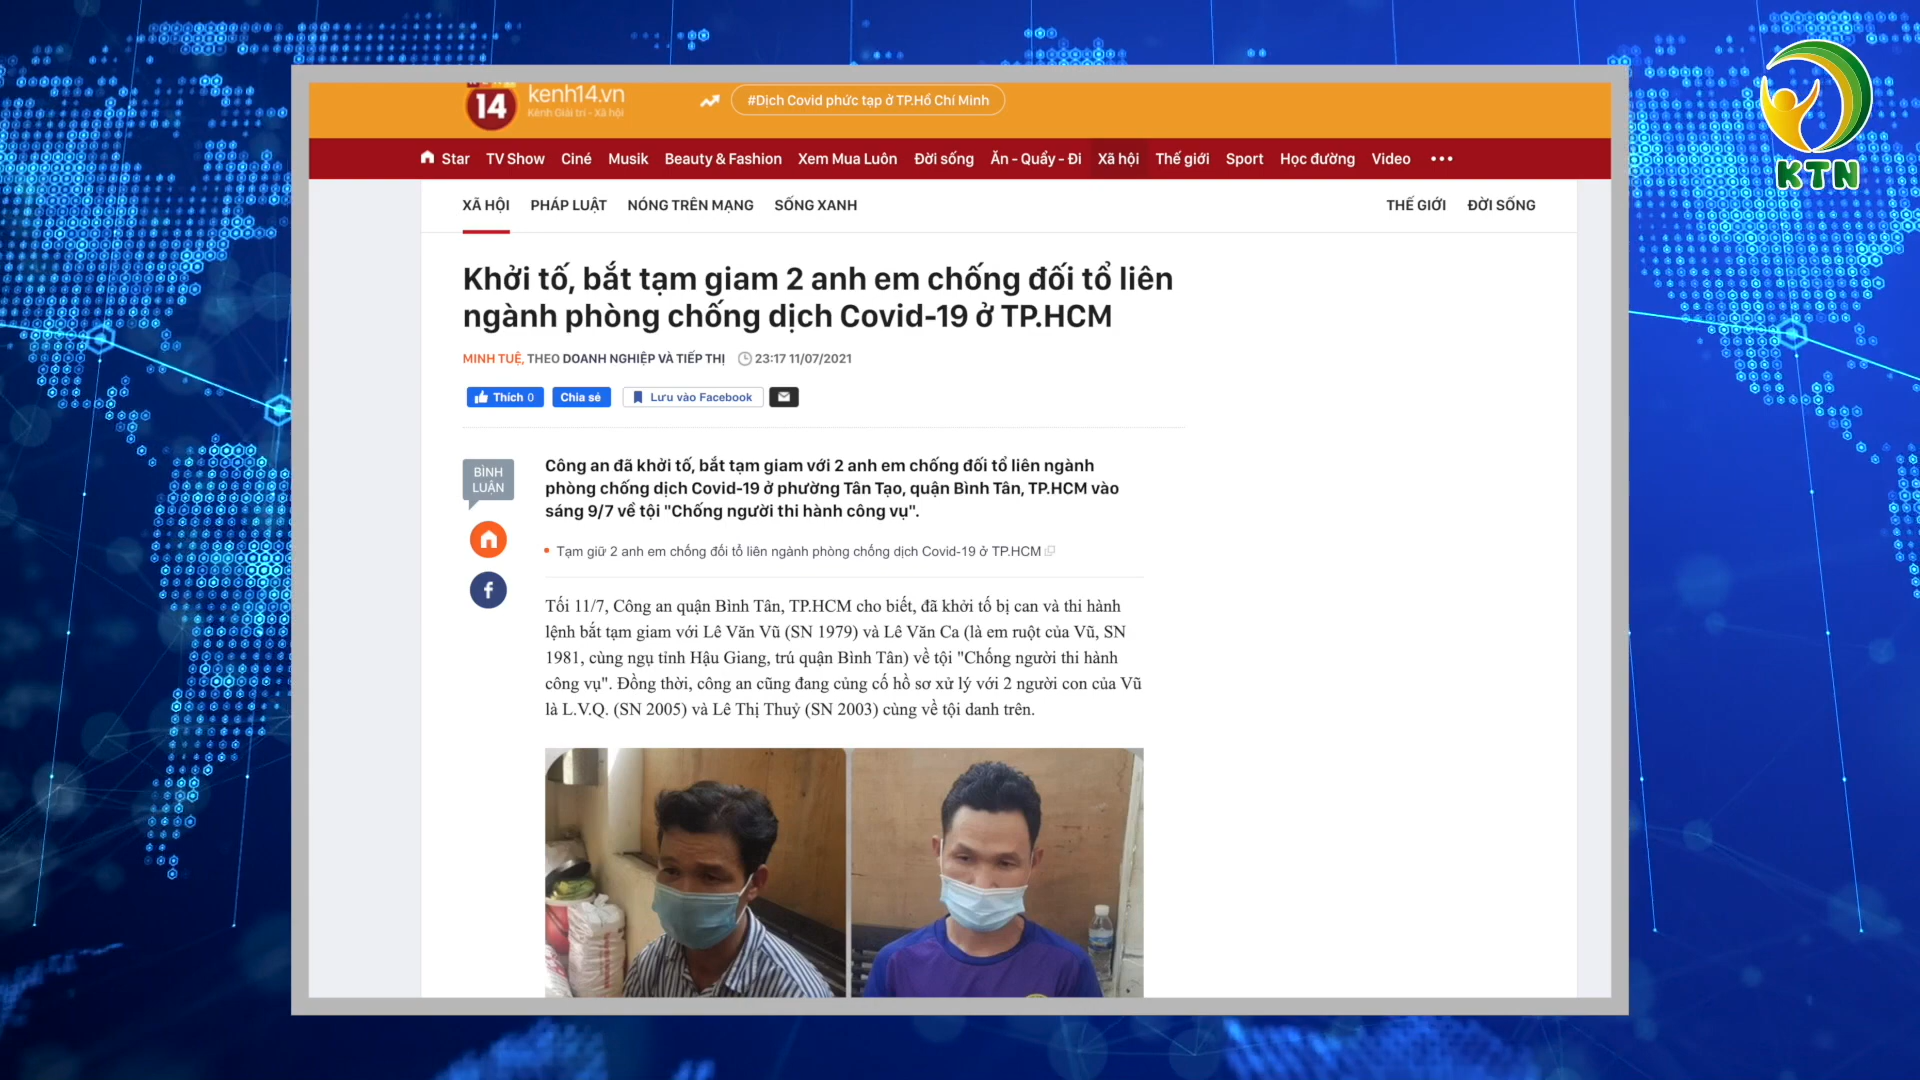 14 kenh14.vn
Kênh Giải trí - Xã hội
#Dịch Covid phức tạp ở TP.Hồ Chí Minh
KTN
Star TV Show Ciné Musik Beauty & Fashion Xem Mua Luôn Đời sống Ăn - Quẩy - Đi Xã hội Thế giới Sport Học đường Video •••
XÃ HỘI PHÁP LUẬT NÓNG TRÊN MẠNG SỐNG XANH THẾ GIỚI ĐỜI SỐNG
Khởi tố, bắt tạm giam 2 anh em chống đối tổ liên
ngành phòng chống dịch Covid-19 ở TP.HCM
MINH TUỆ, THEO DOANH NGHIỆP VÀ TIẾP THỊ 23:17 11/07/2021
Thích 0 Chia sẻ Lưu vào Facebook
BÌNH
LUẬN
Công an đã khởi tố, bắt tạm giam với 2 anh em chống đối tổ liên ngành
phòng chống dịch Covid-19 ở phường Tân Tạo, quận Bình Tân, TP.HCM vào
sáng 9/7 về tội "Chống người thi hành công vụ".
Tạm giữ 2 anh em chống đối tổ liên ngành phòng chống dịch Covid-19 ở TP.HCM
Tối 11/7, Công an quận Bình Tân, TP.HCM cho biết, đã khởi tố bị can và thi hành
lệnh bắt tạm giam với Lê Văn Vũ (SN 1979) và Lê Văn Ca (là em ruột của Vũ, SN
1981, cùng ngụ tỉnh Hậu Giang, trú quận Bình Tân) về tội "Chống người thi hành
công vụ". Đồng thời, công an cũng đang củng cố hồ sơ xử lý với 2 người con của Vũ
là L.V.Q. (SN 2005) và Lê Thị Thuỷ (SN 2003) cùng về tội danh trên.